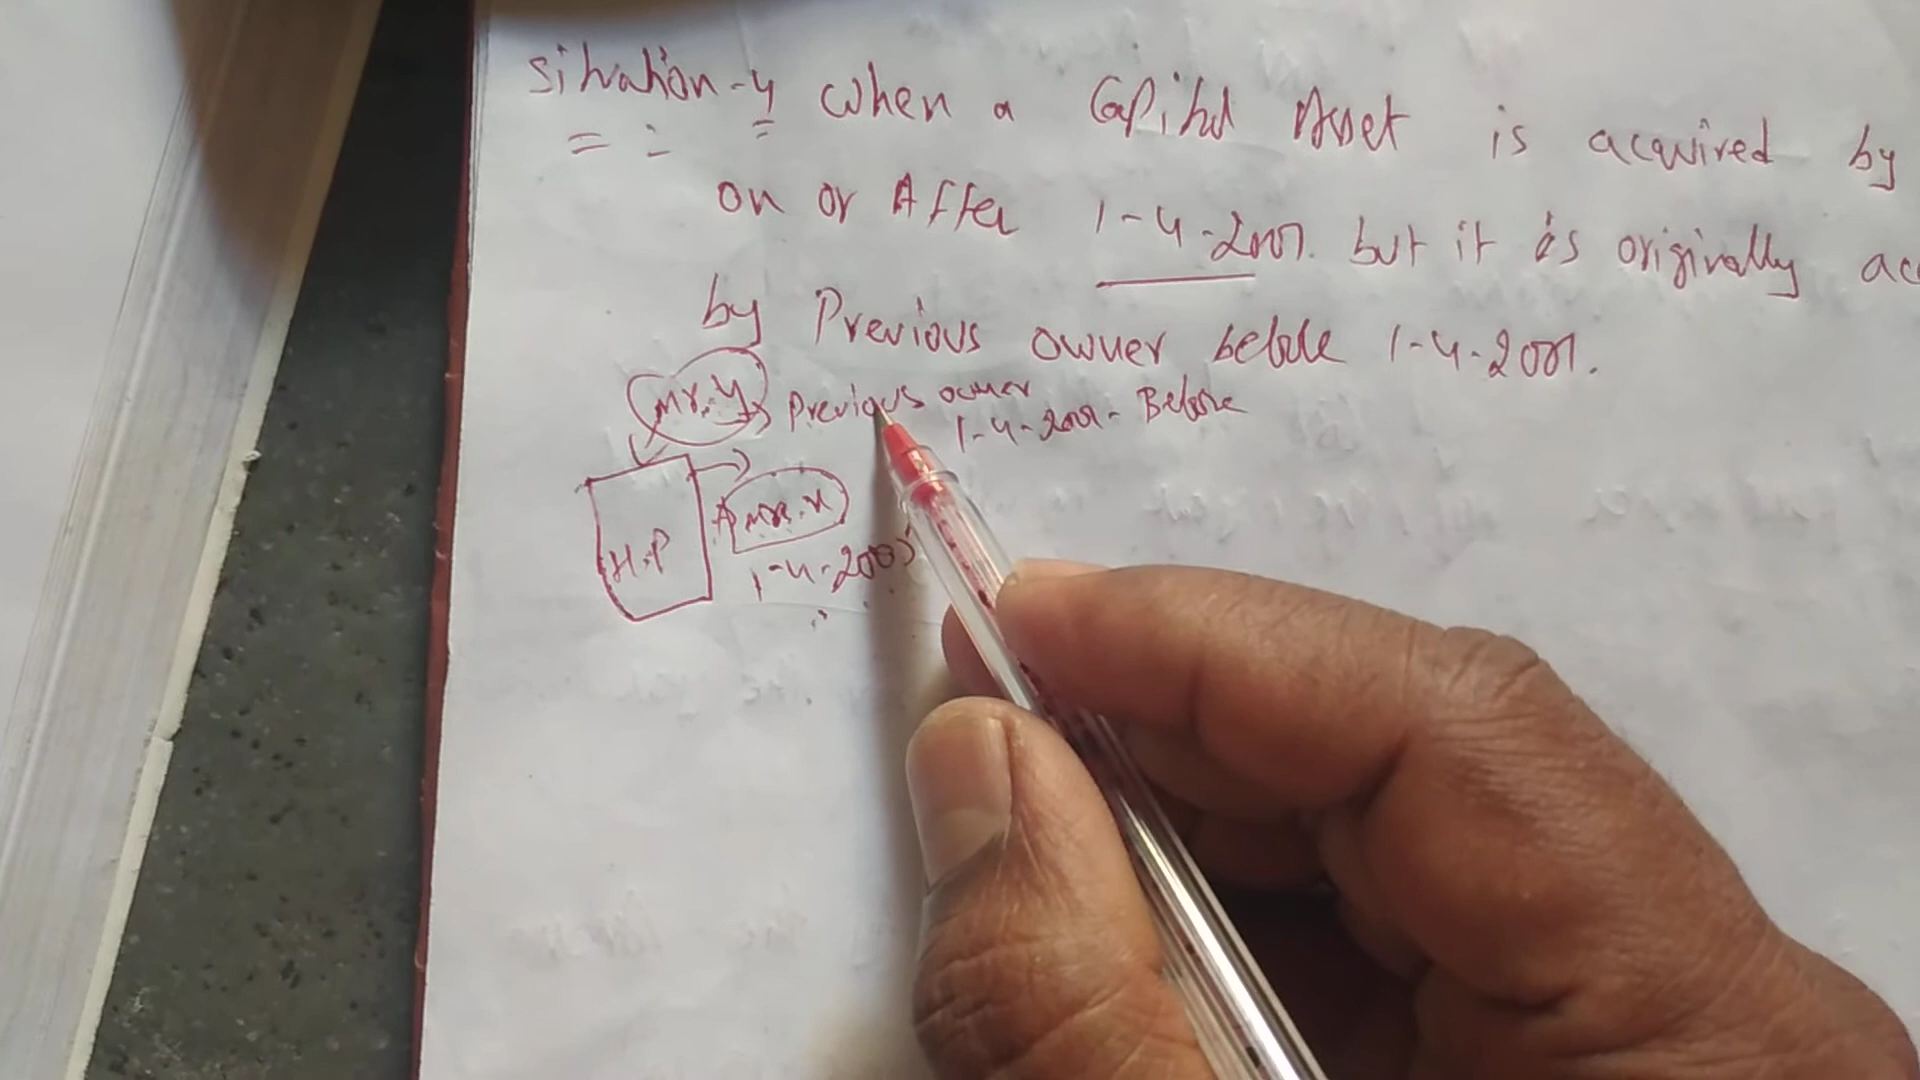 Situation-4 When a Capital Asset is acquired by
on or After 1-4-2001. but it is originally ac
by Previous owner before 1-4-2001.
Mr. Y Previous owner
1-4-2001- Before
Mr. X
H.P
1-4-2005